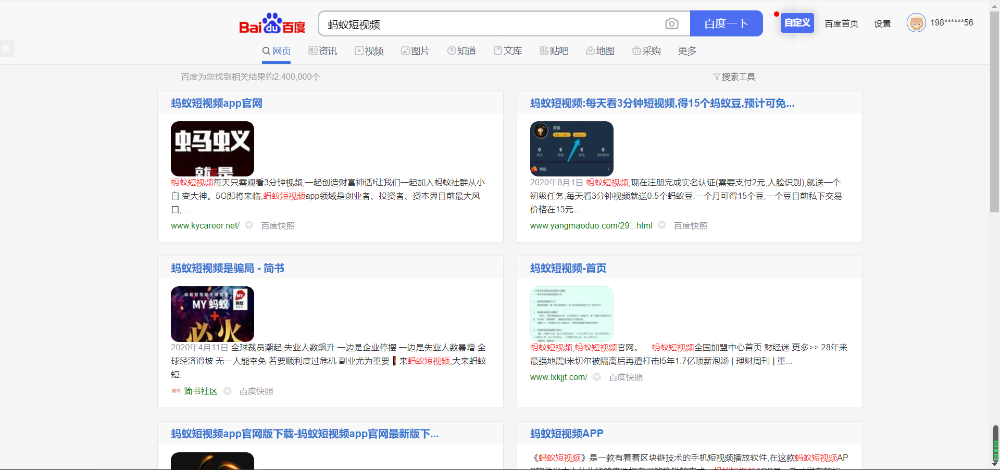 Bai du 百度
蚂蚁短视频
百度一下
自定义
百度首页
设置
198******56
网页
资讯
视频
图片
知道
文库
贴吧
地图
采购
更多
百度为您找到相关结果约2,400,000个
搜索工具
蚂蚁短视频app官网
蚂蚁
就是
蚂蚁短视频每天只需观看3分钟视频,一起创造财富神话!让我们一起加入蚂蚁社群从小
白 变大神。5G即将来临,蚂蚁短视频app领域是创业者、投资者、资本界目前最大风
口,...
www.kycareer.net/
百度快照
蚂蚁短视频:每天看3分钟短视频,得15个蚂蚁豆,预计可免...
游客
0 0 0 0
钱包
2020年8月1日 蚂蚁短视频,现在注册完成实名认证(需要支付2元,人脸识别),就送一个
初级任务,每天看3分钟视频就送0.5个蚂蚁豆,一个月可得15个豆,一个豆目前私下交易
价格在13元...
www.yangmaoduo.com/29...html
百度快照
蚂蚁短视频是骗局 - 简书
MY 蚂蚁
+
必火
MY
蚂蚁
2020年4月11日 全球裁员潮起,失业人数飙升 一边是企业停摆 一边是失业人数暴增 全
球经济滑坡 无一人能幸免 若要顺利度过危机 副业尤为重要❗来蚂蚁短视频,大来蚂蚁
短...
简书
简书社区
百度快照
蚂蚁短视频-首页
蚂蚁短视频,蚂蚁短视频官网。... 蚂蚁短视频全国加盟中心首页 财经迷 更多>> 28年来
最强地震!米切尔被隔离后再遭打击!5年1.7亿顶薪泡汤 [ 理财周刊 ] 重...
www.lxkjjt.com/
百度快照
蚂蚁短视频app官网版下载-蚂蚁短视频app官网最新版下...
蚂蚁短视频APP
《蚂蚁短视频》是一款有着着区块链技术的手机短视频播放软件,在这款蚂蚁短视频AP